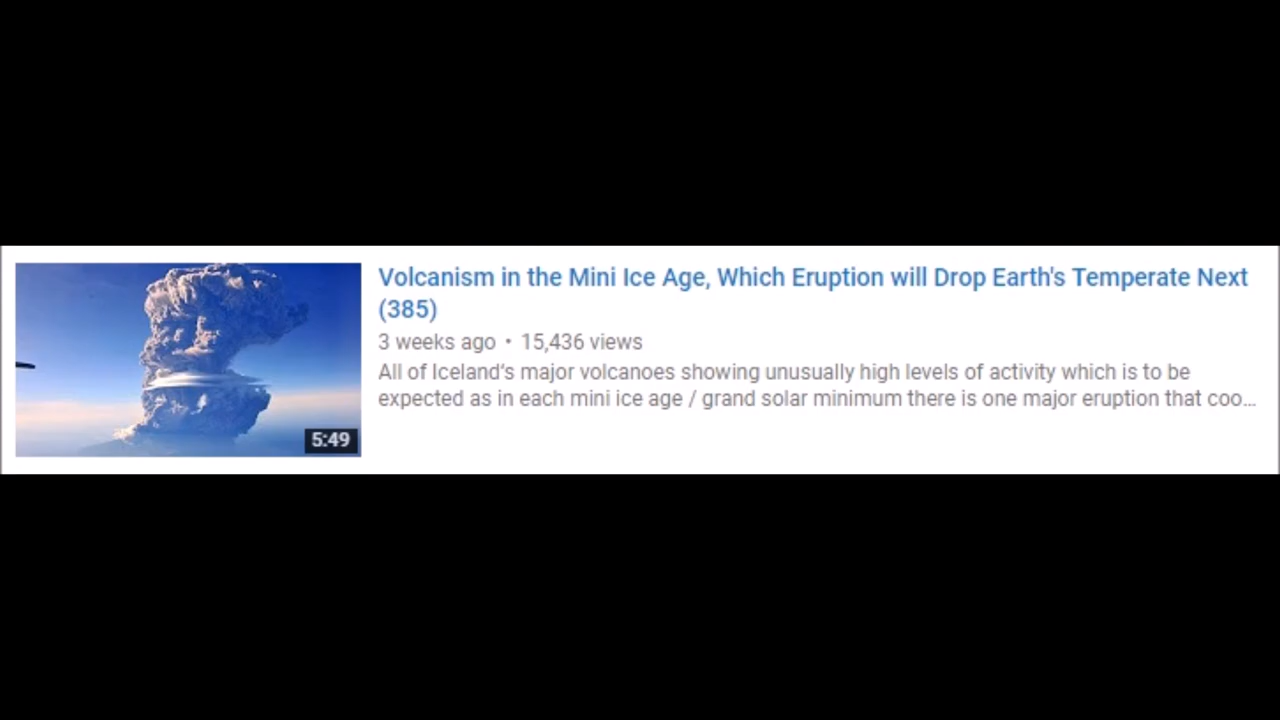 Volcanism in the Mini Ice Age, Which Eruption will Drop Earth's Temperate Next
(385)
3 weeks ago • 15,436 views
All of Iceland's major volcanoes showing unusually high levels of activity which is to be
expected as in each mini ice age / grand solar minimum there is one major eruption that coo...
5:49